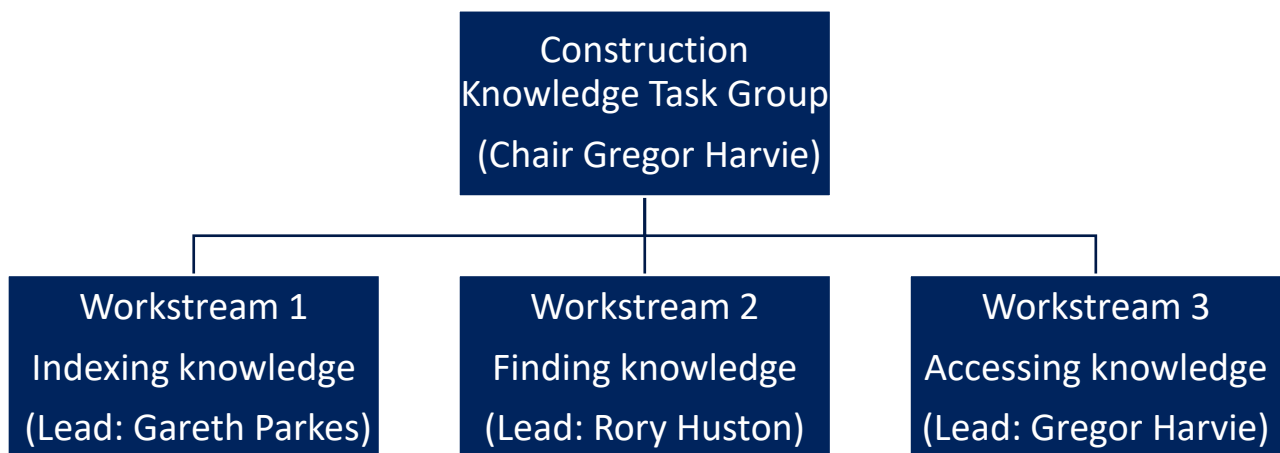 Construction
Knowledge Task Group
(Chair Gregor Harvie)
Workstream 1
Indexing knowledge
(Lead: Gareth Parkes)
Workstream 2
Finding knowledge
(Lead: Rory Huston)
Workstream 3
Accessing knowledge
(Lead: Gregor Harvie)